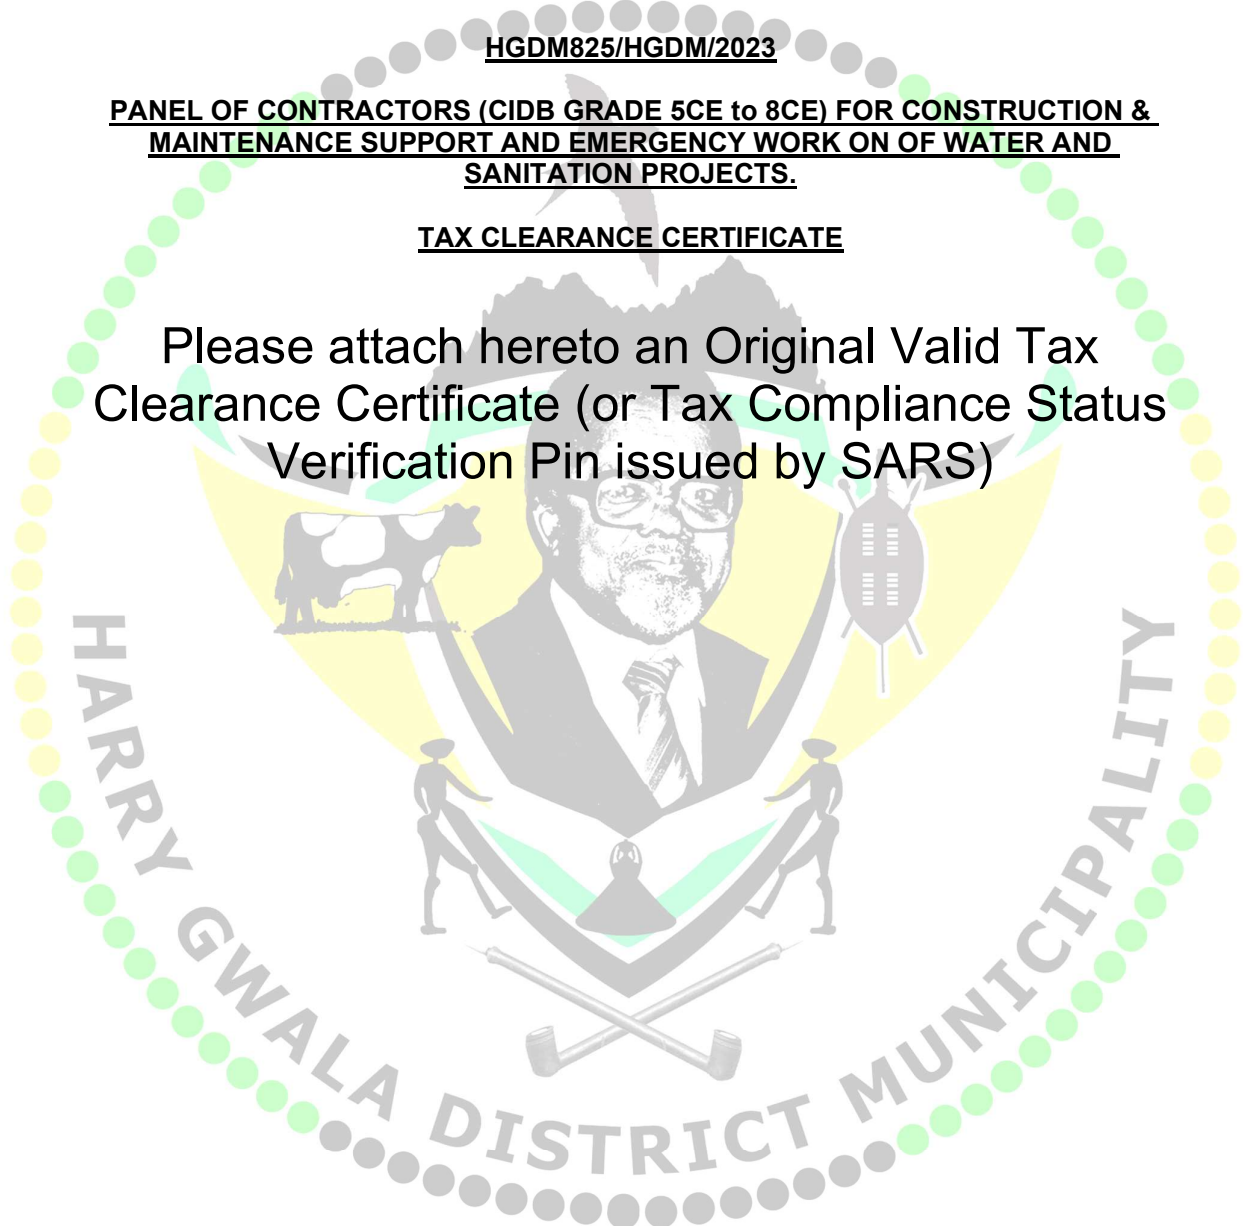 HGDM825/HGDM/2023
PANEL OF CONTRACTORS (CIDB GRADE 5CE to 8CE) FOR CONSTRUCTION &
MAINTENANCE SUPPORT AND EMERGENCY WORK ON OF WATER AND
SANITATION PROJECTS.
TAX CLEARANCE CERTIFICATE
Please attach hereto an Original Valid Tax
Clearance Certificate (or Tax Compliance Status
Verification Pin issued by SARS)
HARRY GWALA DISTRICT MUNICIPALITY